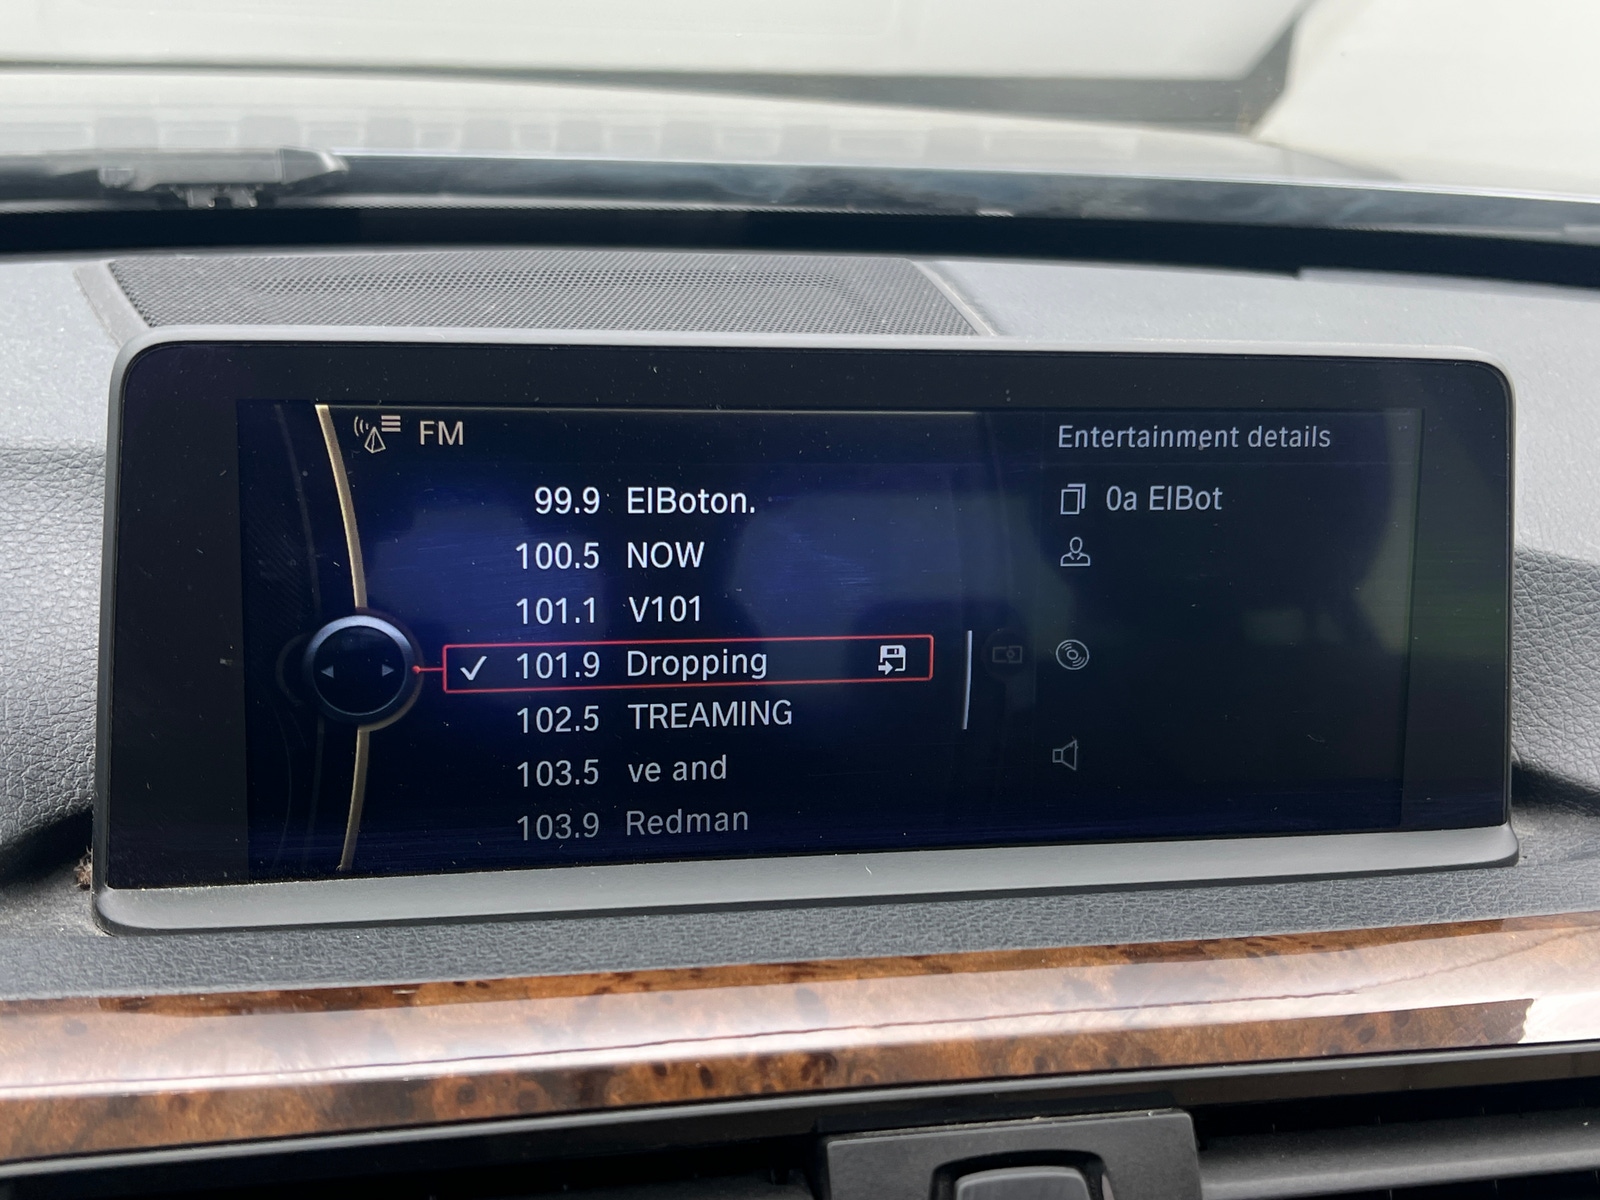 FM
99.9 ElBoton.
100.5 NOW
101.1 V101
101.9 Dropping
102.5 TREAMING
103.5 ve and
103.9 Redman
Entertainment details
0a ElBot